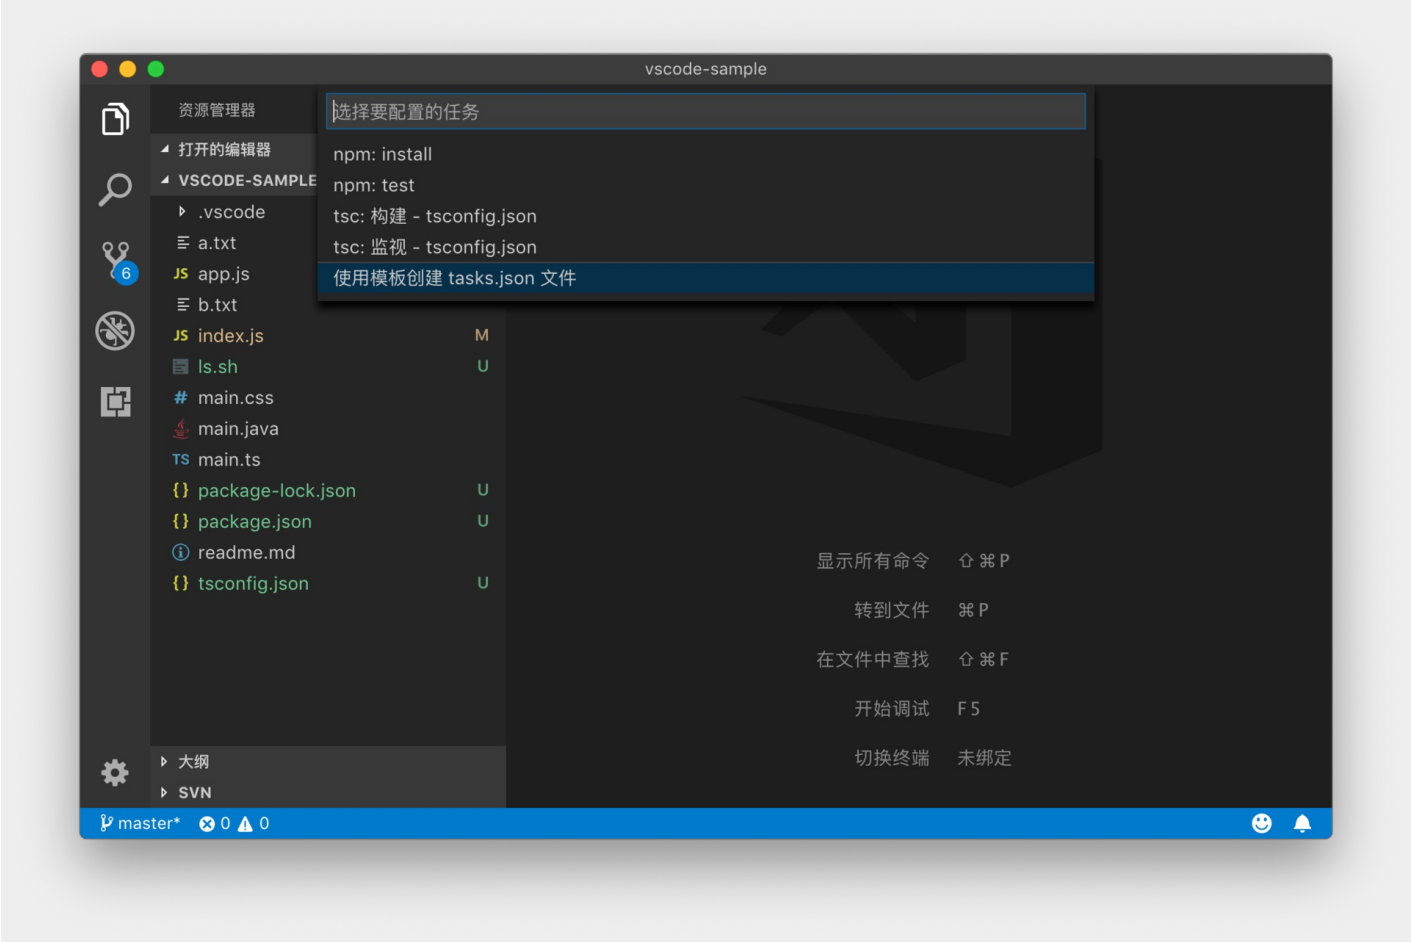 vscode-sample
资源管理器
选择要配置的任务
npm: install
npm: test
tsc: 构建 - tsconfig.json
tsc: 监视 - tsconfig.json
使用模板创建 tasks.json 文件
打开的编辑器
VSCODE-SAMPLE
.vscode
a.txt
JS app.js
b.txt
JS index.js M
ls.sh U
# main.css
main.java
TS main.ts
{} package-lock.json U
{} package.json U
readme.md
{} tsconfig.json U
6
大纲
SVN
显示所有命令 ⇧⌘P
转到文件 ⌘P
在文件中查找 ⇧⌘F
开始调试 F5
切换终端 未绑定
master* 0 0